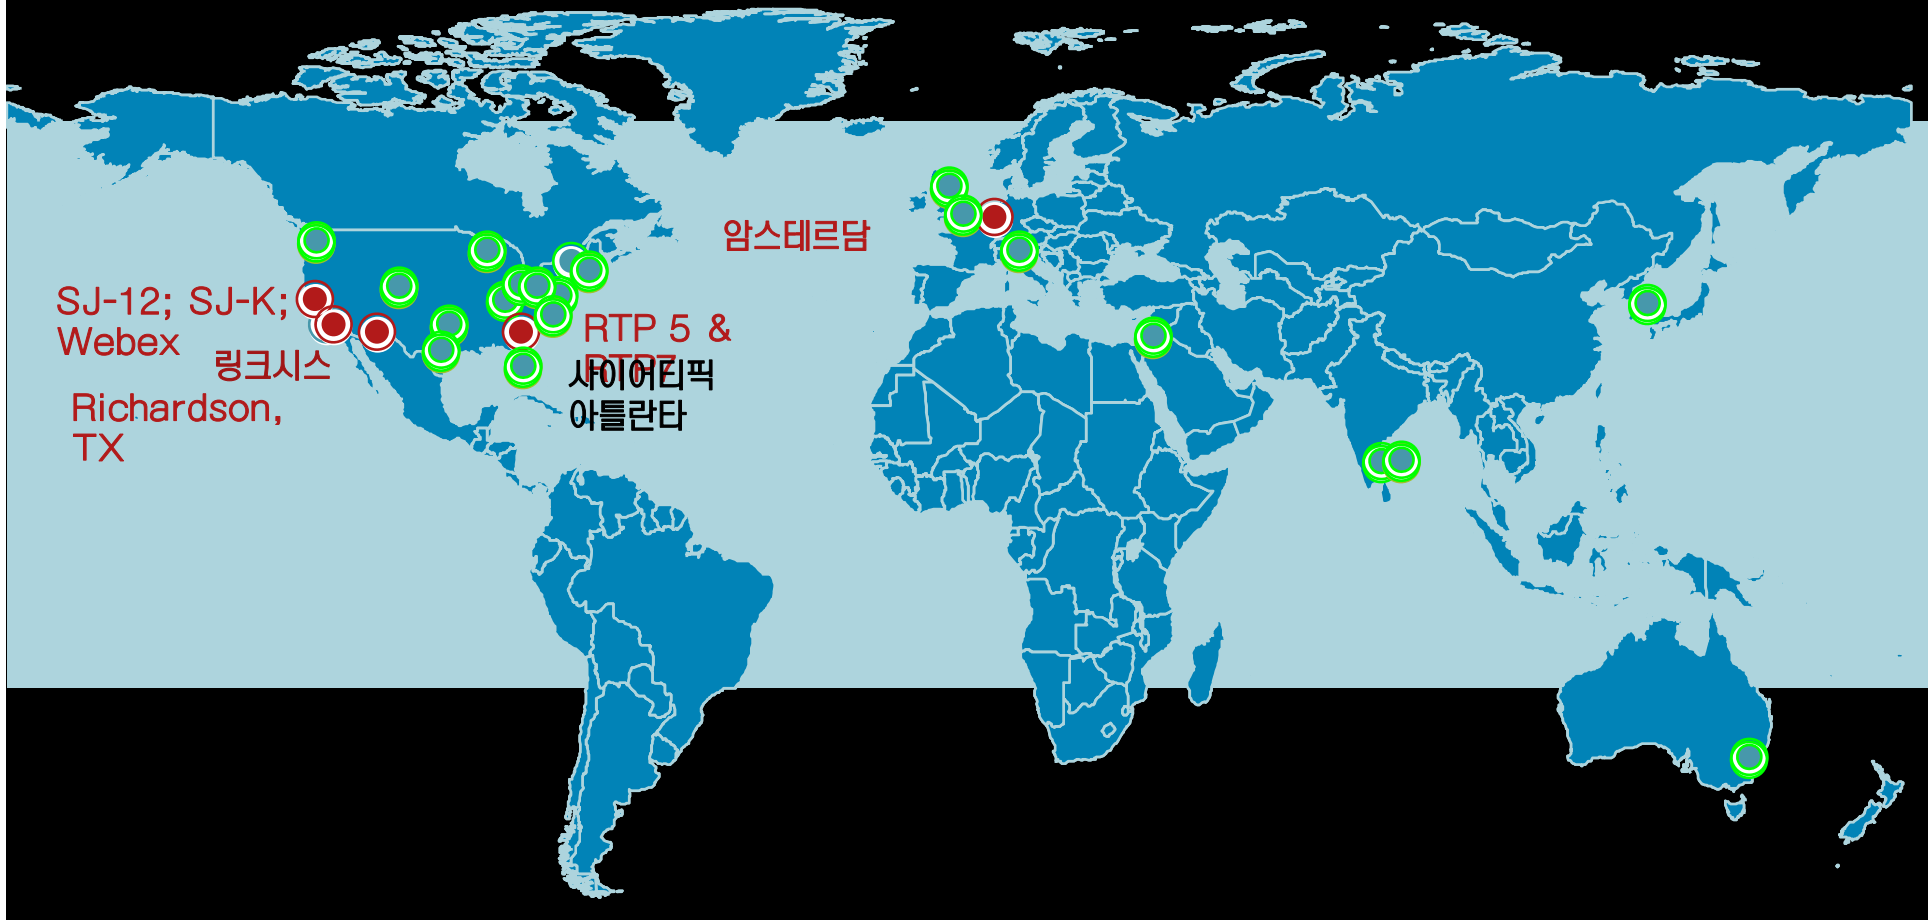 암스테르담
SJ-12; SJ-K;
Webex
링크시스
Richardson,
TX
RTP 5 &
RTP7
사이어티픽
아틀란타